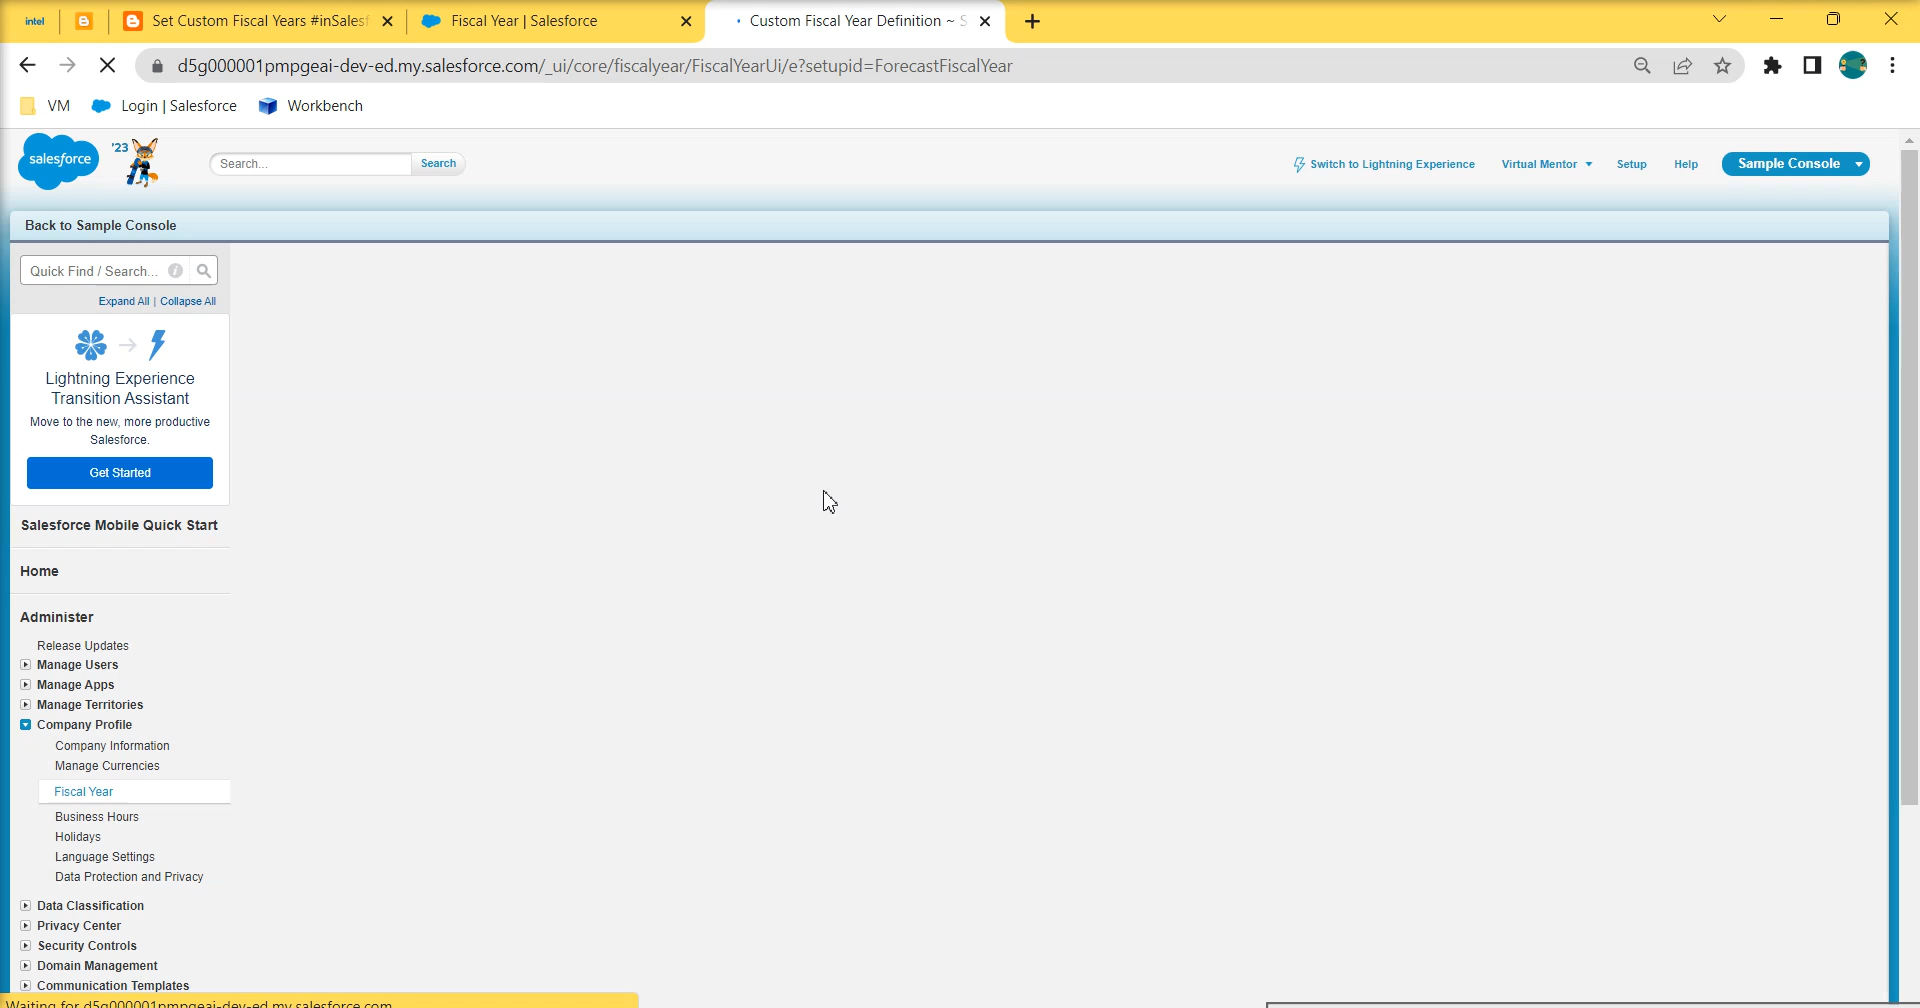 intel
Set Custom Fiscal Years #inSalesf
Fiscal Year | Salesforce
Custom Fiscal Year Definition ~ S
d5g000001pmpgeai-dev-ed.my.salesforce.com/_ui/core/fiscalyear/FiscalYearUi/e?setupid=ForecastFiscalYear
VM
Login | Salesforce
Workbench
salesforce
'23
Search...
Search
Switch to Lightning Experience
Virtual Mentor
Setup
Help
Sample Console
Back to Sample Console
Quick Find / Search...
Expand All | Collapse All
Lightning Experience
Transition Assistant
Move to the new, more productive
Salesforce.
Get Started
Salesforce Mobile Quick Start
Home
Administer
Release Updates
Manage Users
Manage Apps
Manage Territories
Company Profile
Company Information
Manage Currencies
Fiscal Year
Business Hours
Holidays
Language Settings
Data Protection and Privacy
Data Classification
Privacy Center
Security Controls
Domain Management
Communication Templates
Waiting for d5g000001pmpgeai-dev-ed.my.salesforce.com